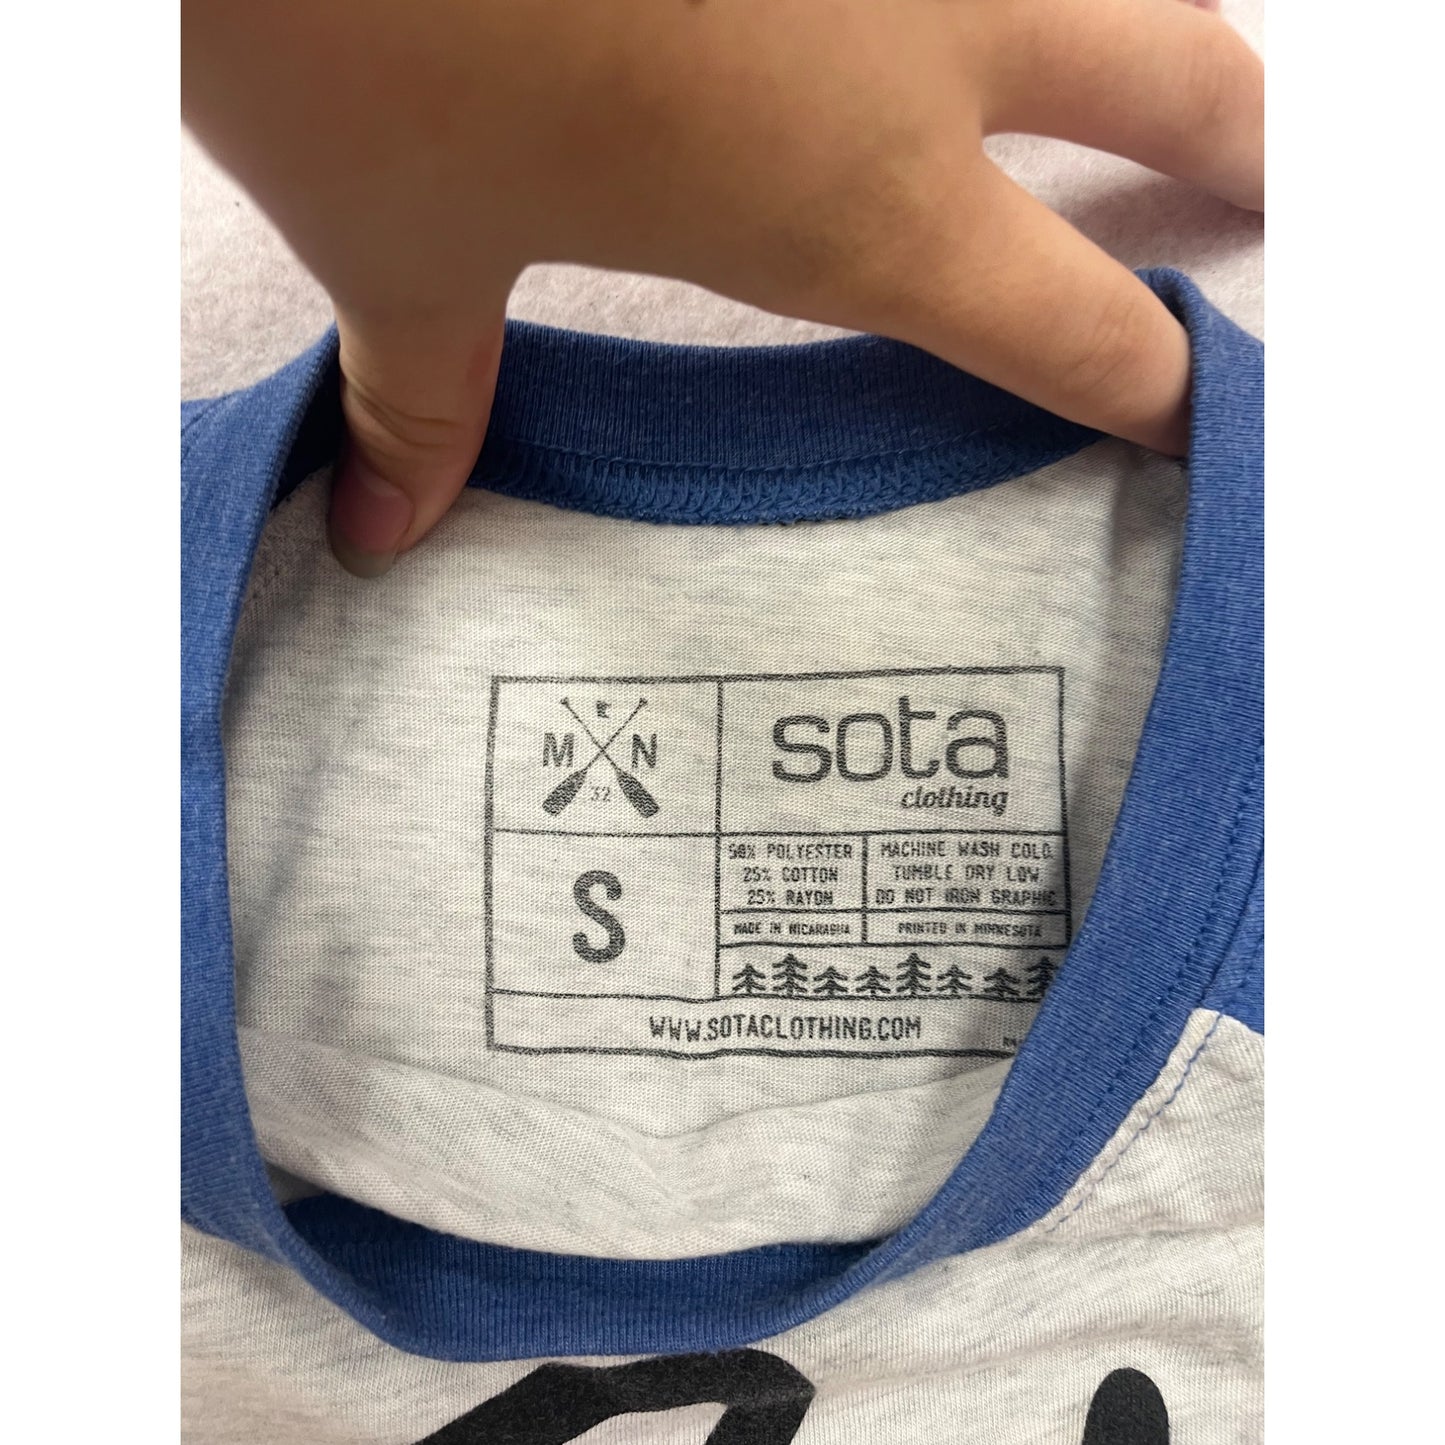 M N
32
sota
clothing
S
50% POLYESTER
25% COTTON
25% RAYON
MACHINE WASH COLD.
TUMBLE DRY LOW
DO NOT IRON GRAPHIC
MADE IN NICARAGUA
PRINTED IN MINNESOTA
WWW.SOTACLOTHING.COM